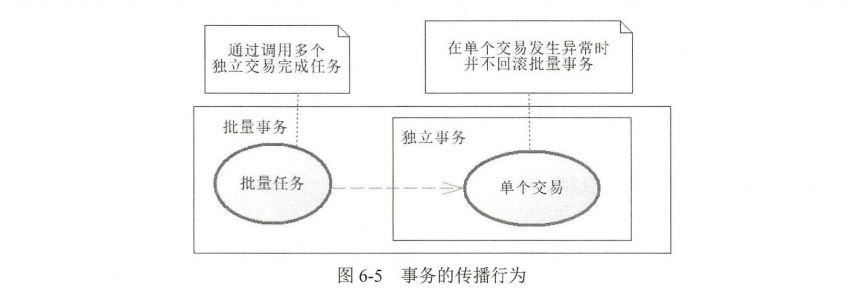 通过调用多个
独立交易完成任务
在单个交易发生异常时
并不回滚批量事务
批量事务
独立事务
批量任务
单个交易
图 6-5 事务的传播行为